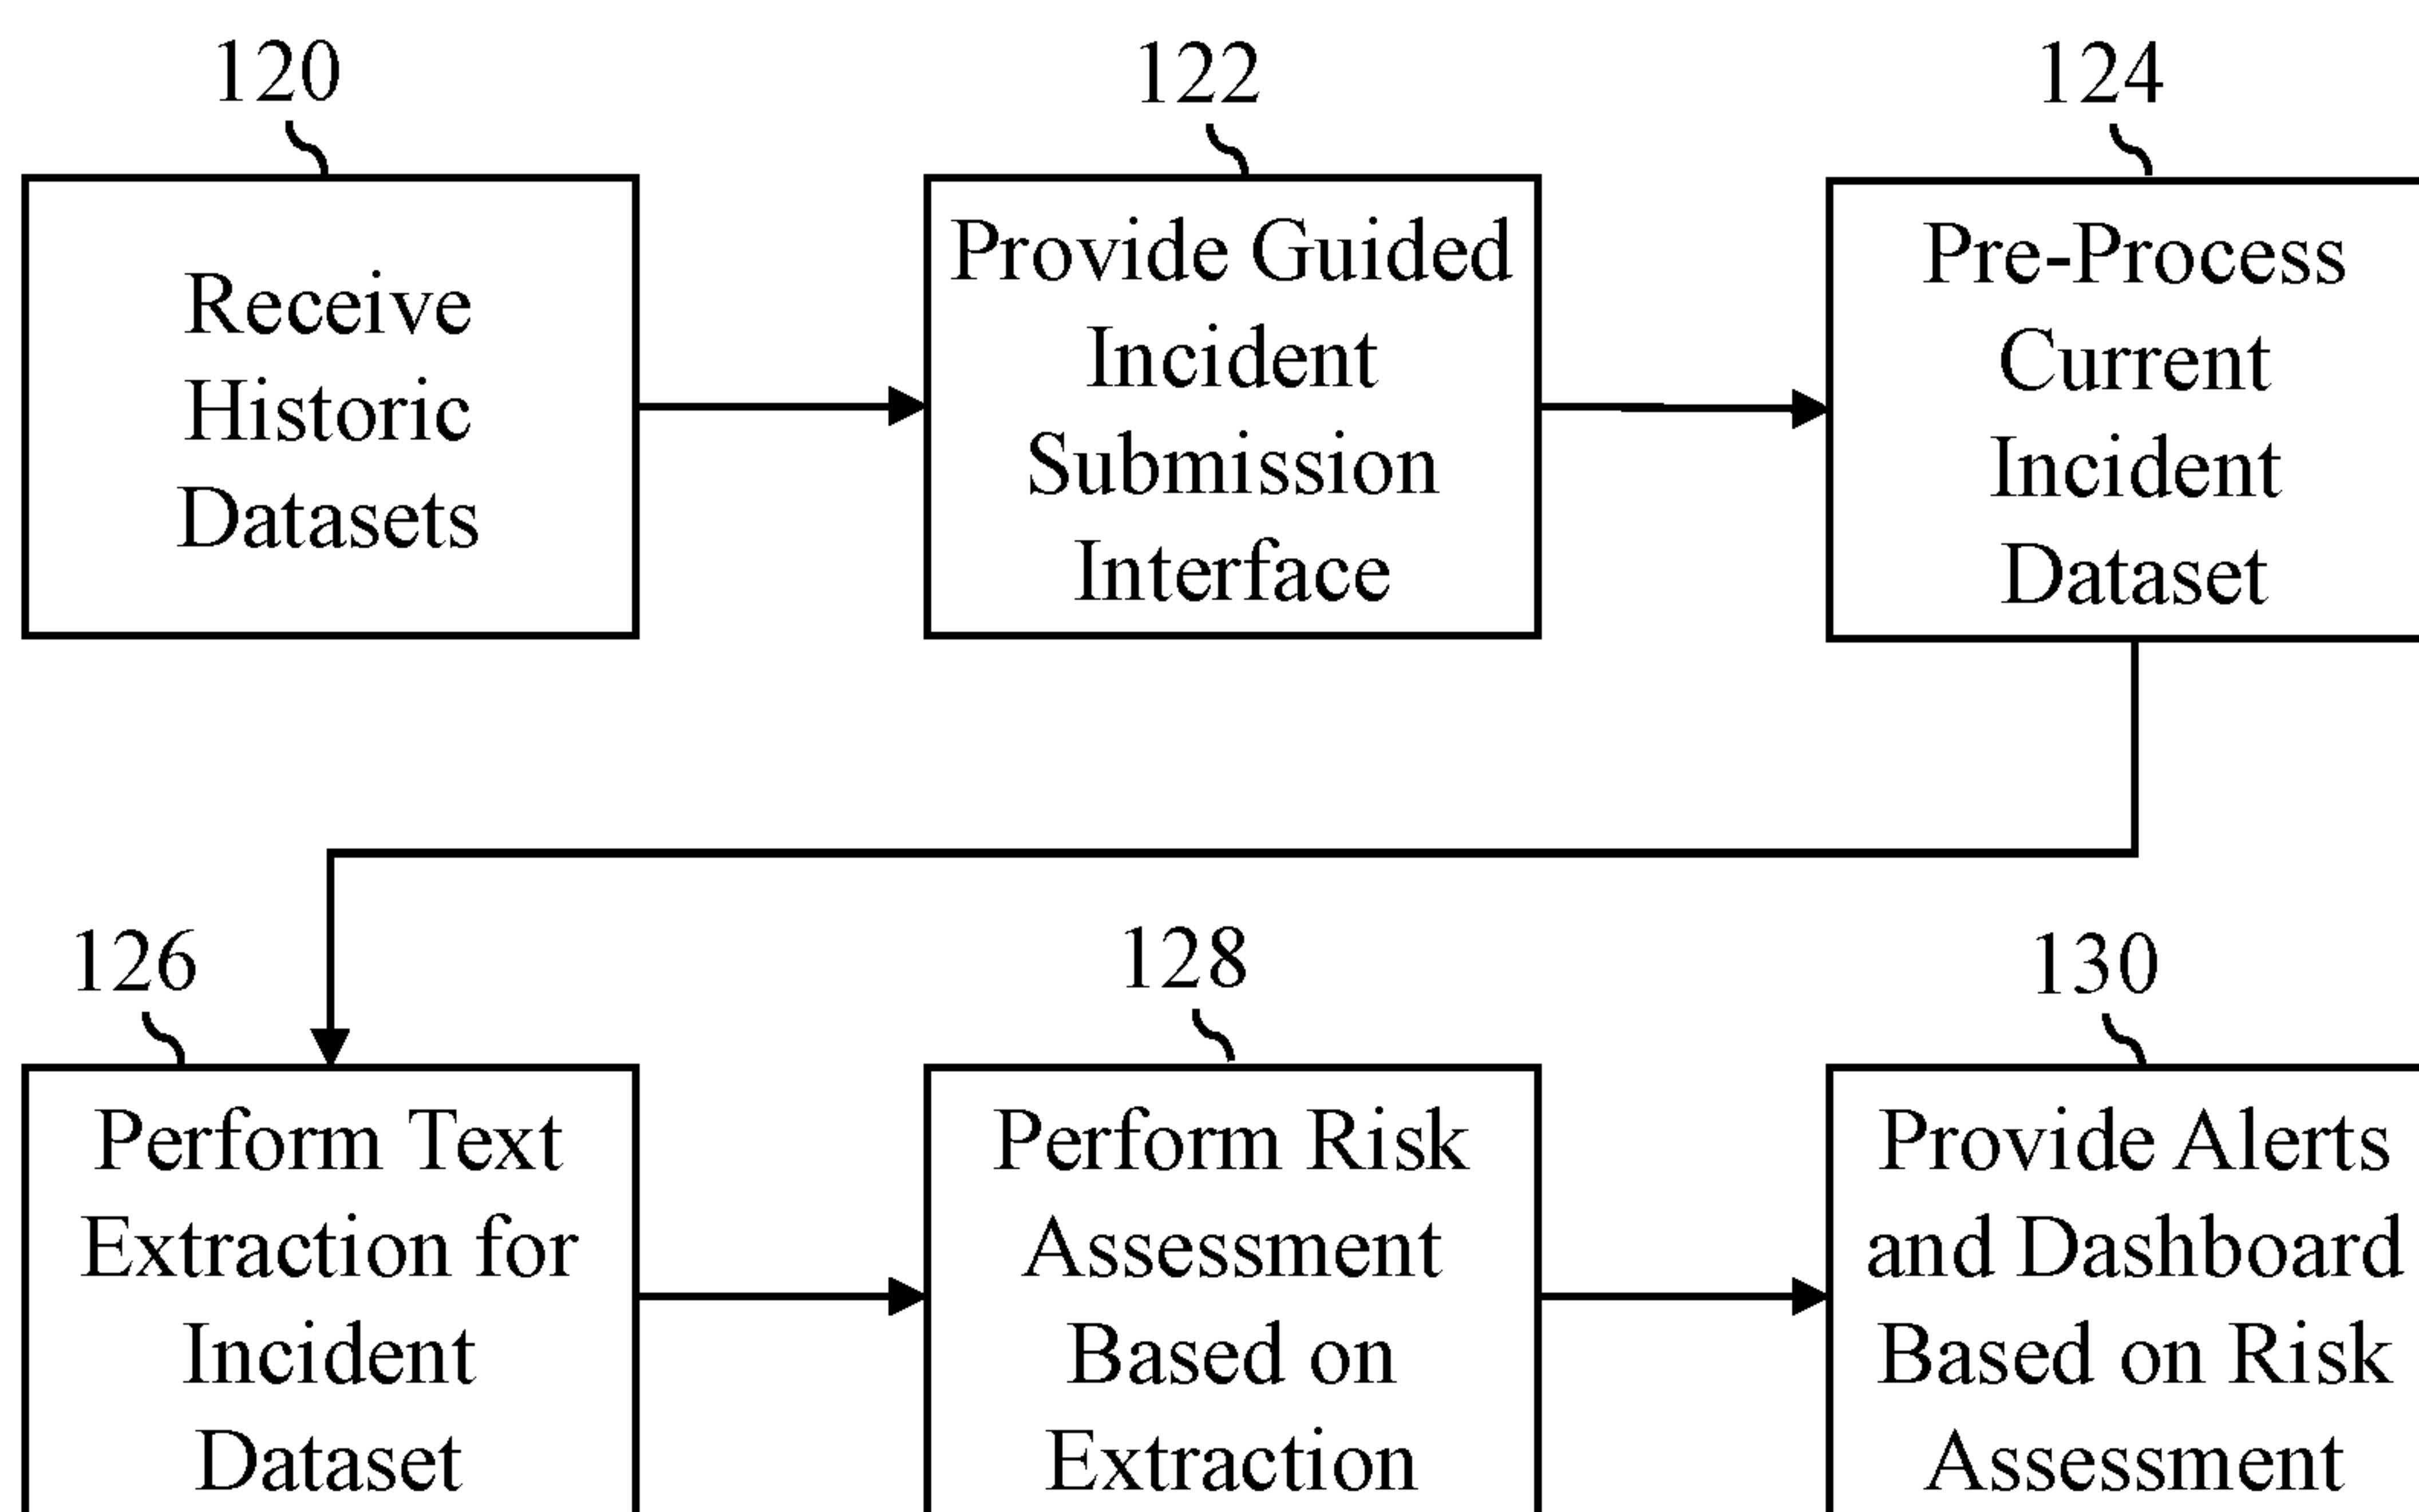 120
Receive
Historic
Datasets
122
Provide Guided
Incident
Submission
Interface
124
Pre-Process
Current
Incident
Dataset
126
Perform Text
Extraction for
Incident
Dataset
128
Perform Risk
Assessment
Based on
Extraction
130
Provide Alerts
and Dashboard
Based on Risk
Assessment